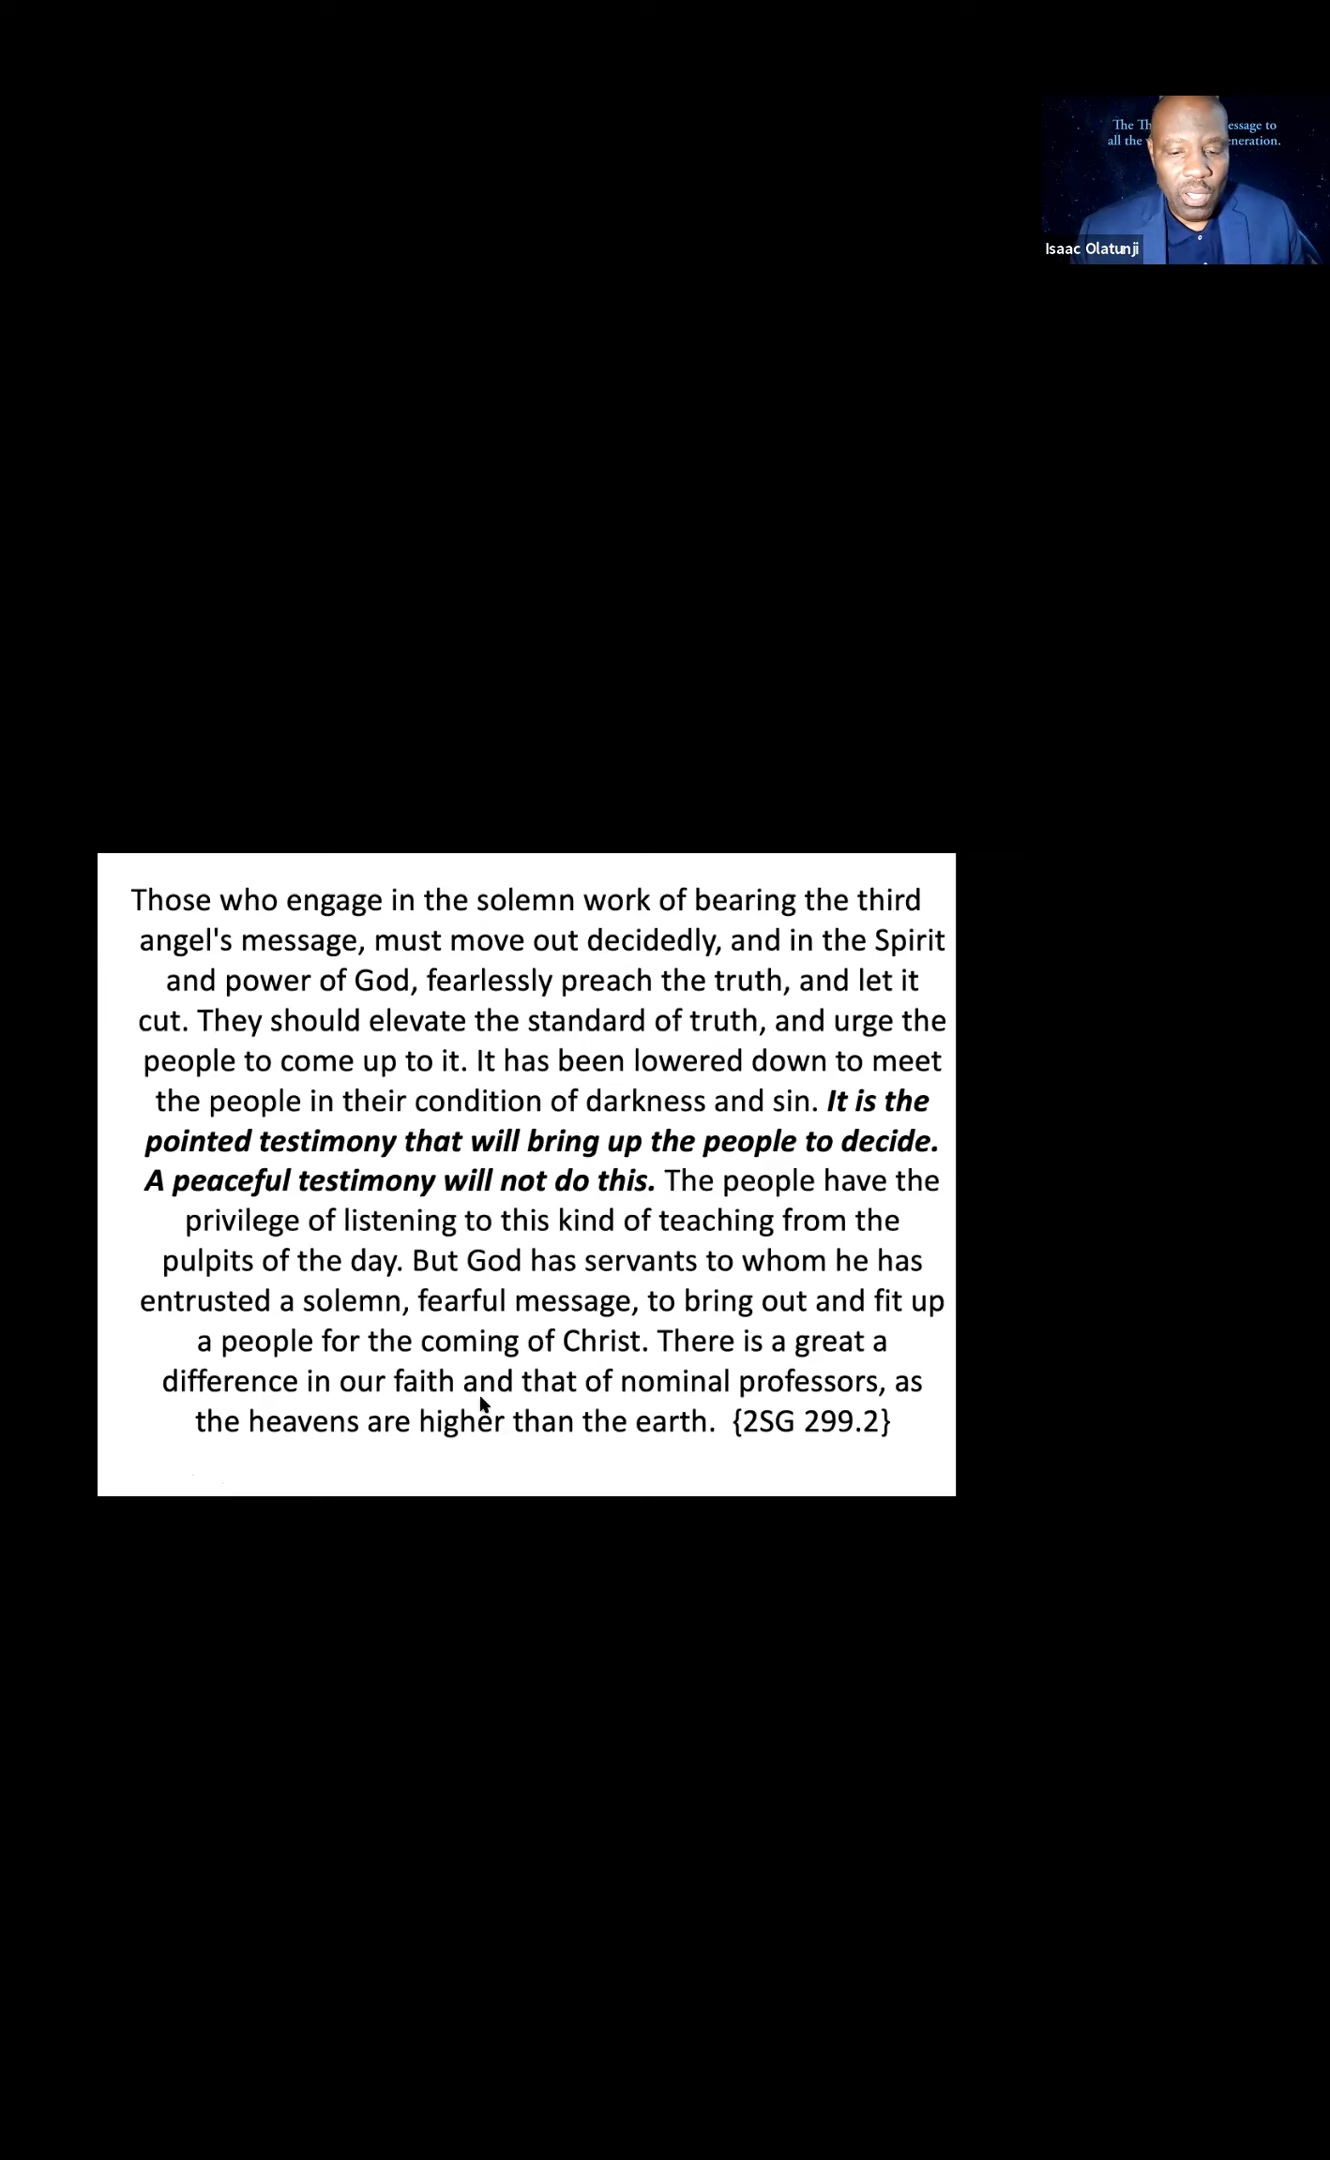 The Th essage to
all the eneration.
Isaac Olatunji
Those who engage in the solemn work of bearing the third
angel's message, must move out decidedly, and in the Spirit
and power of God, fearlessly preach the truth, and let it
cut. They should elevate the standard of truth, and urge the
people to come up to it. It has been lowered down to meet
the people in their condition of darkness and sin. It is the
pointed testimony that will bring up the people to decide.
A peaceful testimony will not do this. The people have the
privilege of listening to this kind of teaching from the
pulpits of the day. But God has servants to whom he has
entrusted a solemn, fearful message, to bring out and fit up
a people for the coming of Christ. There is a great a
difference in our faith and that of nominal professors, as
the heavens are higher than the earth. {2SG 299.2}